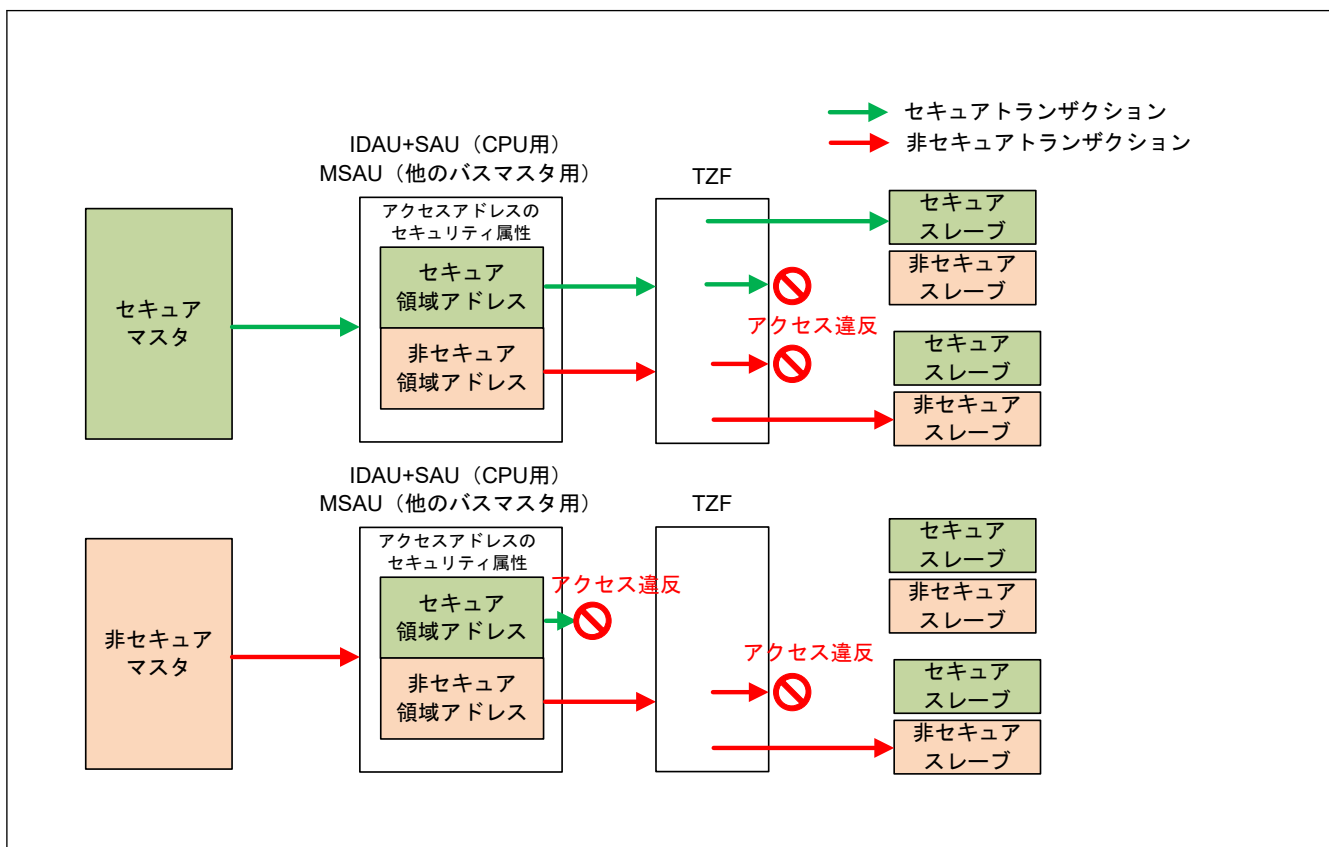 セキュアトランザクション
非セキュアトランザクション
IDAU+SAU（CPU用）
MSAU（他のバスマスタ用）
TZF
アクセスアドレスの
セキュリティ属性
セキュア
領域アドレス
非セキュア
領域アドレス
セキュア
マスタ
アクセス違反
セキュア
スレーブ
非セキュア
スレーブ
セキュア
スレーブ
非セキュア
スレーブ
IDAU+SAU（CPU用）
MSAU（他のバスマスタ用）
TZF
アクセスアドレスの
セキュリティ属性
セキュア
領域アドレス
非セキュア
領域アドレス
アクセス違反
非セキュア
マスタ
アクセス違反
セキュア
スレーブ
非セキュア
スレーブ
セキュア
スレーブ
非セキュア
スレーブ